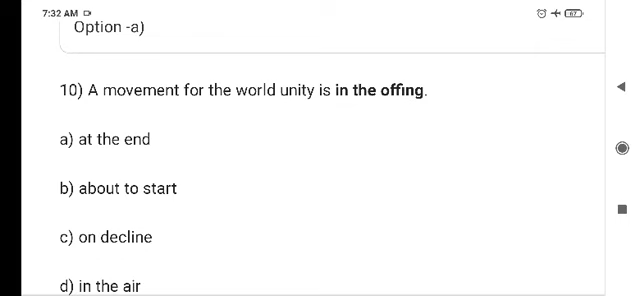 7:32 AM 67
Option -a)
10) A movement for the world unity is in the offing.
a) at the end
b) about to start
c) on decline
d) in the air